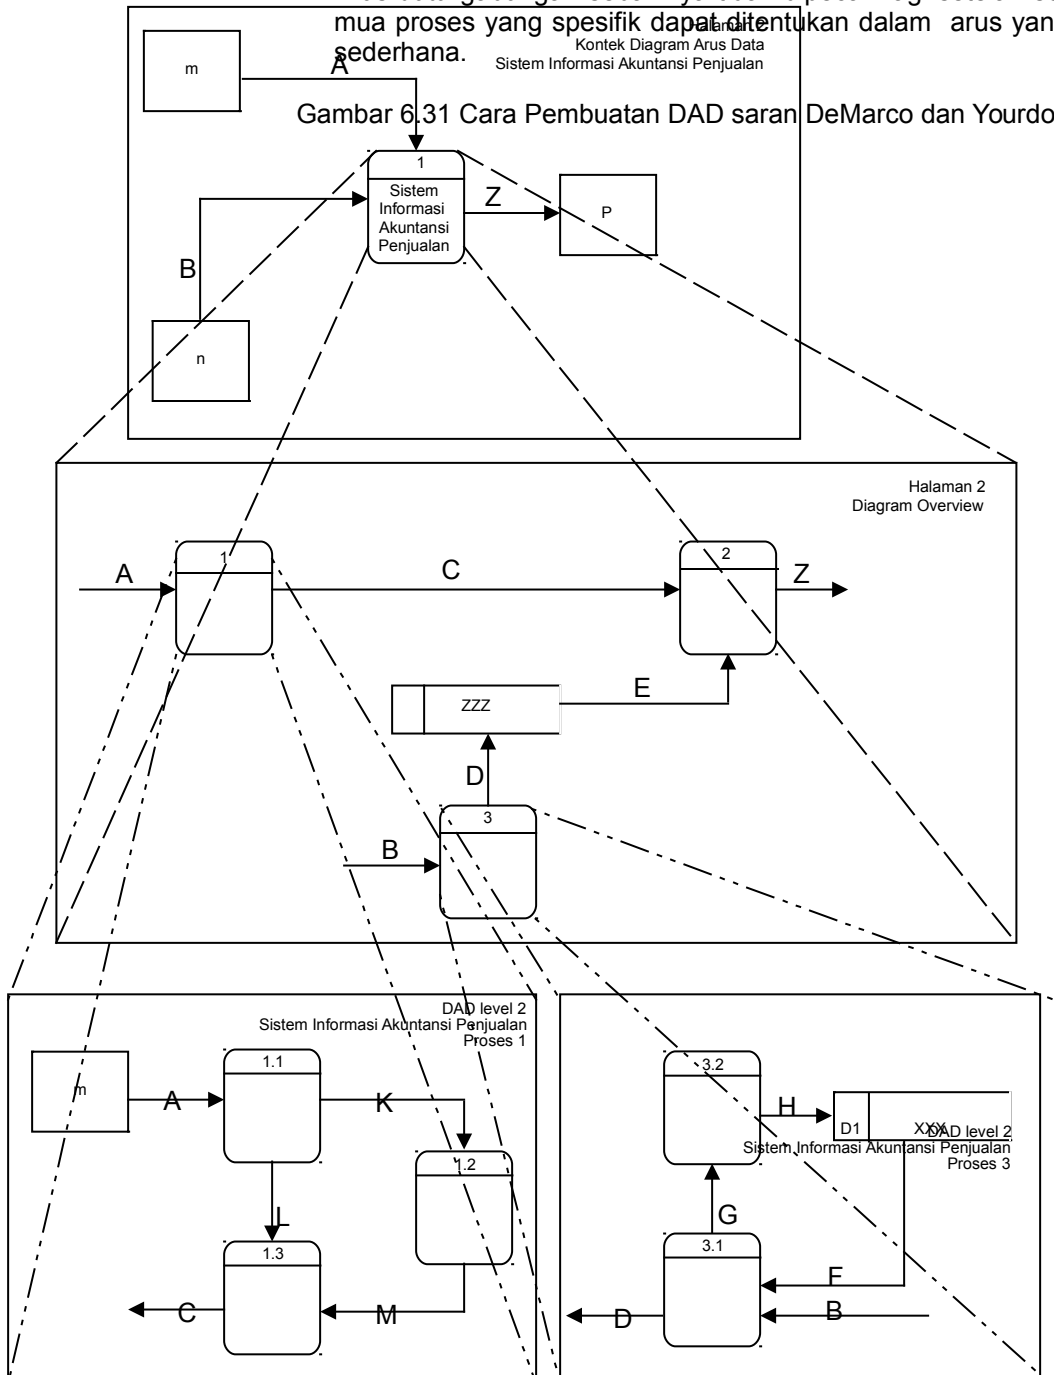 mua proses yang spesifik dapat ditentukan dalam arus yan
sederhana.
Halaman 2
Kontek Diagram Arus Data
Sistem Informasi Akuntansi Penjualan
Gambar 6.31 Cara Pembuatan DAD saran DeMarco dan Yourdo
m
A
1
Sistem
Informasi
Akuntansi
Penjualan
Z
P
B
n
Halaman 2
Diagram Overview
A
1
C
2
Z
ZZZ
E
D
3
B
DAD level 2
Sistem Informasi Akuntansi Penjualan
Proses 1
m
A
1.1
K
1.2
L
1.3
C
M
3.2
H
D1
XXX
DAD level 2
Sistem Informasi Akuntansi Penjualan
Proses 3
G
3.1
F
D
B